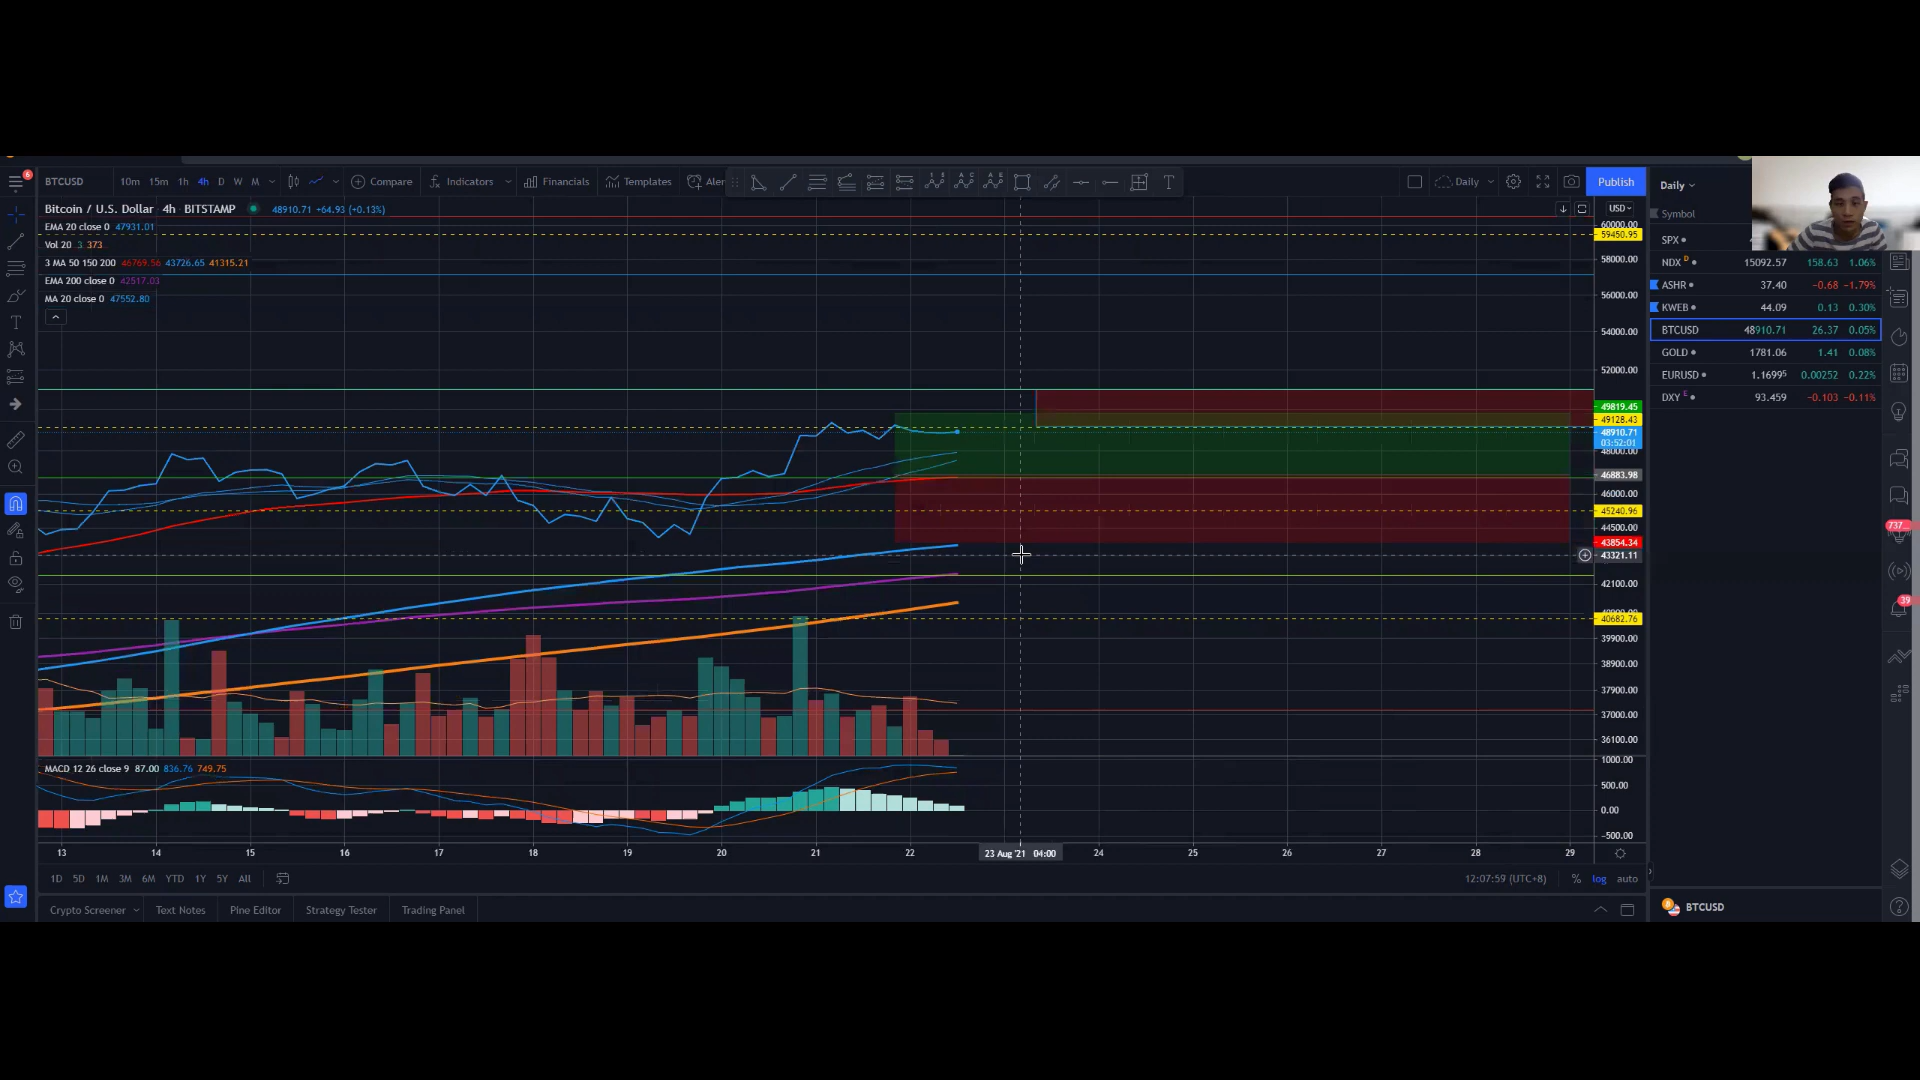 6
BTCUSD 10m 15m 1h 4h D W M Compare Indicators Financials Templates Aler Daily Publish
Bitcoin / U.S. Dollar · 4h · BITSTAMP 48910.71 +64.93 (+0.13%)
EMA 20 close 0 47931.01
Vol 20 3 373
3 MA 50 150 200 46769.56 43726.65 41315.21
EMA 200 close 0 42517.03
MA 20 close 0 47552.80
USD
60000.00
59450.95
58000.00
56000.00
54000.00
52000.00
49819.45
49128.43
48910.71
03:52:01
48000.00
46883.98
46000.00
45240.96
44500.00
43854.34
43321.11
42100.00
40682.76
39900.00
38900.00
37900.00
37000.00
36100.00
MACD 12 26 close 9 87.00 836.76 749.75
1000.00
500.00
0.00
−500.00
13 14 15 16 17 18 19 20 21 22 23 Aug '21 04:00 24 25 26 27 28 29
1D 5D 1M 3M 6M YTD 1Y 5Y All 12:07:59 (UTC+8) % log auto
Crypto Screener Text Notes Pine Editor Strategy Tester Trading Panel
Daily
Symbol
SPX
NDX D 15092.57 158.63 1.06%
ASHR 37.40 −0.68 −1.79%
KWEB 44.09 0.13 0.30%
BTCUSD 48910.71 26.37 0.05%
GOLD 1781.06 1.41 0.08%
EURUSD 1.16995 0.00252 0.22%
DXY E 93.459 −0.103 −0.11%
737
39
BTCUSD